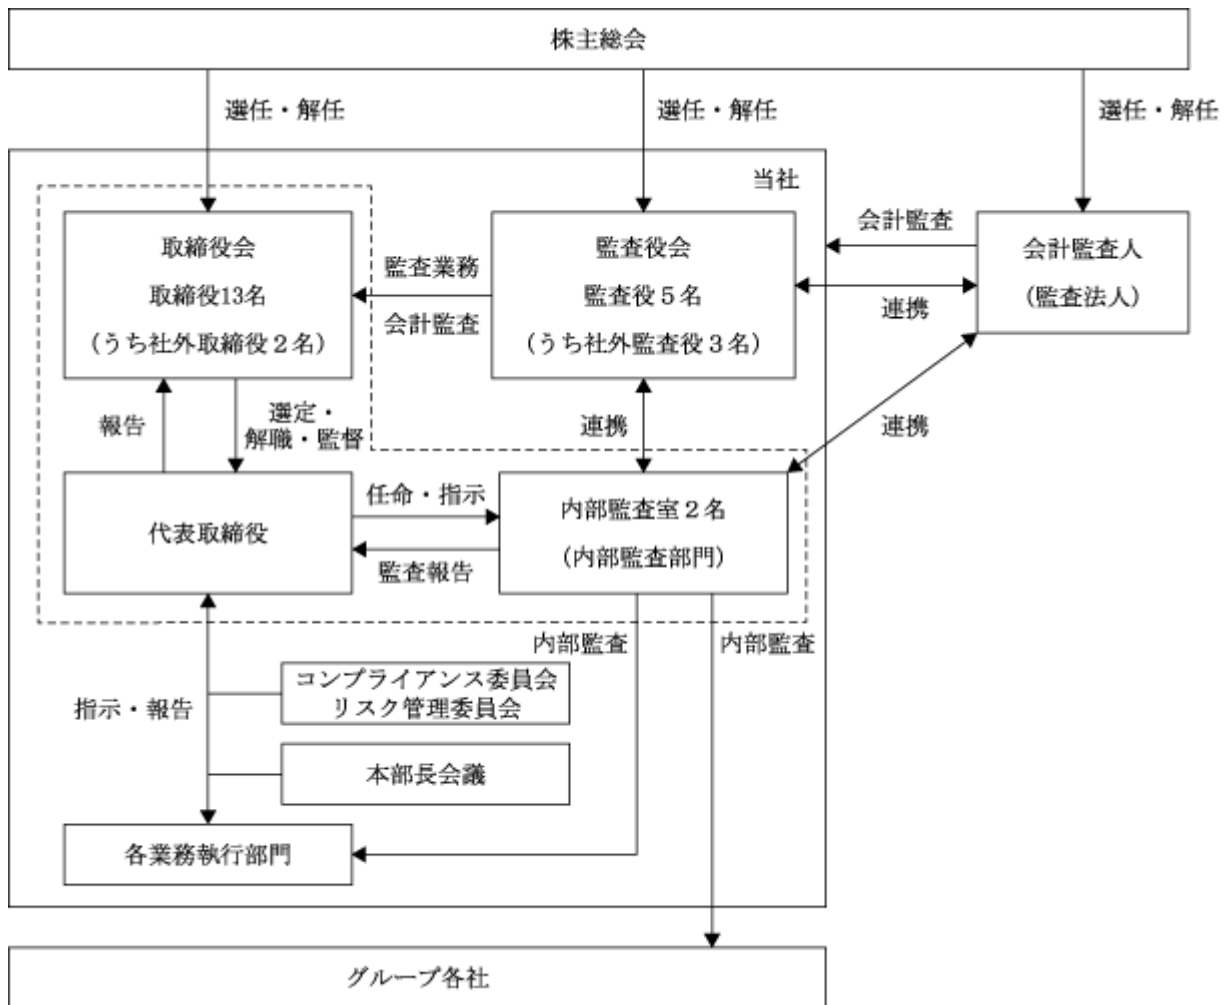 株主総会
選任・解任
選任・解任
選任・解任
当社
取締役会
取締役13名
(うち社外取締役２名)
監査業務
会計監査
監査役会
監査役５名
(うち社外監査役３名)
会計監査
連携
会計監査人
(監査法人)
報告
選定・
解職・監督
連携
連携
代表取締役
任命・指示
監査報告
内部監査室２名
(内部監査部門)
内部監査
内部監査
指示・報告
コンプライアンス委員会
リスク管理委員会
本部長会議
各業務執行部門
グループ各社